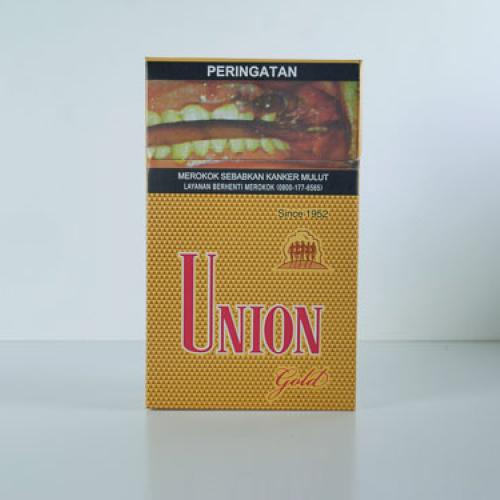 PERINGATAN
MEROKOK SEBABKAN KANKER MULUT
LAYANAN BERHENTI MEROKOK (0800-177-6565)
Since 1952
UNION
Gold